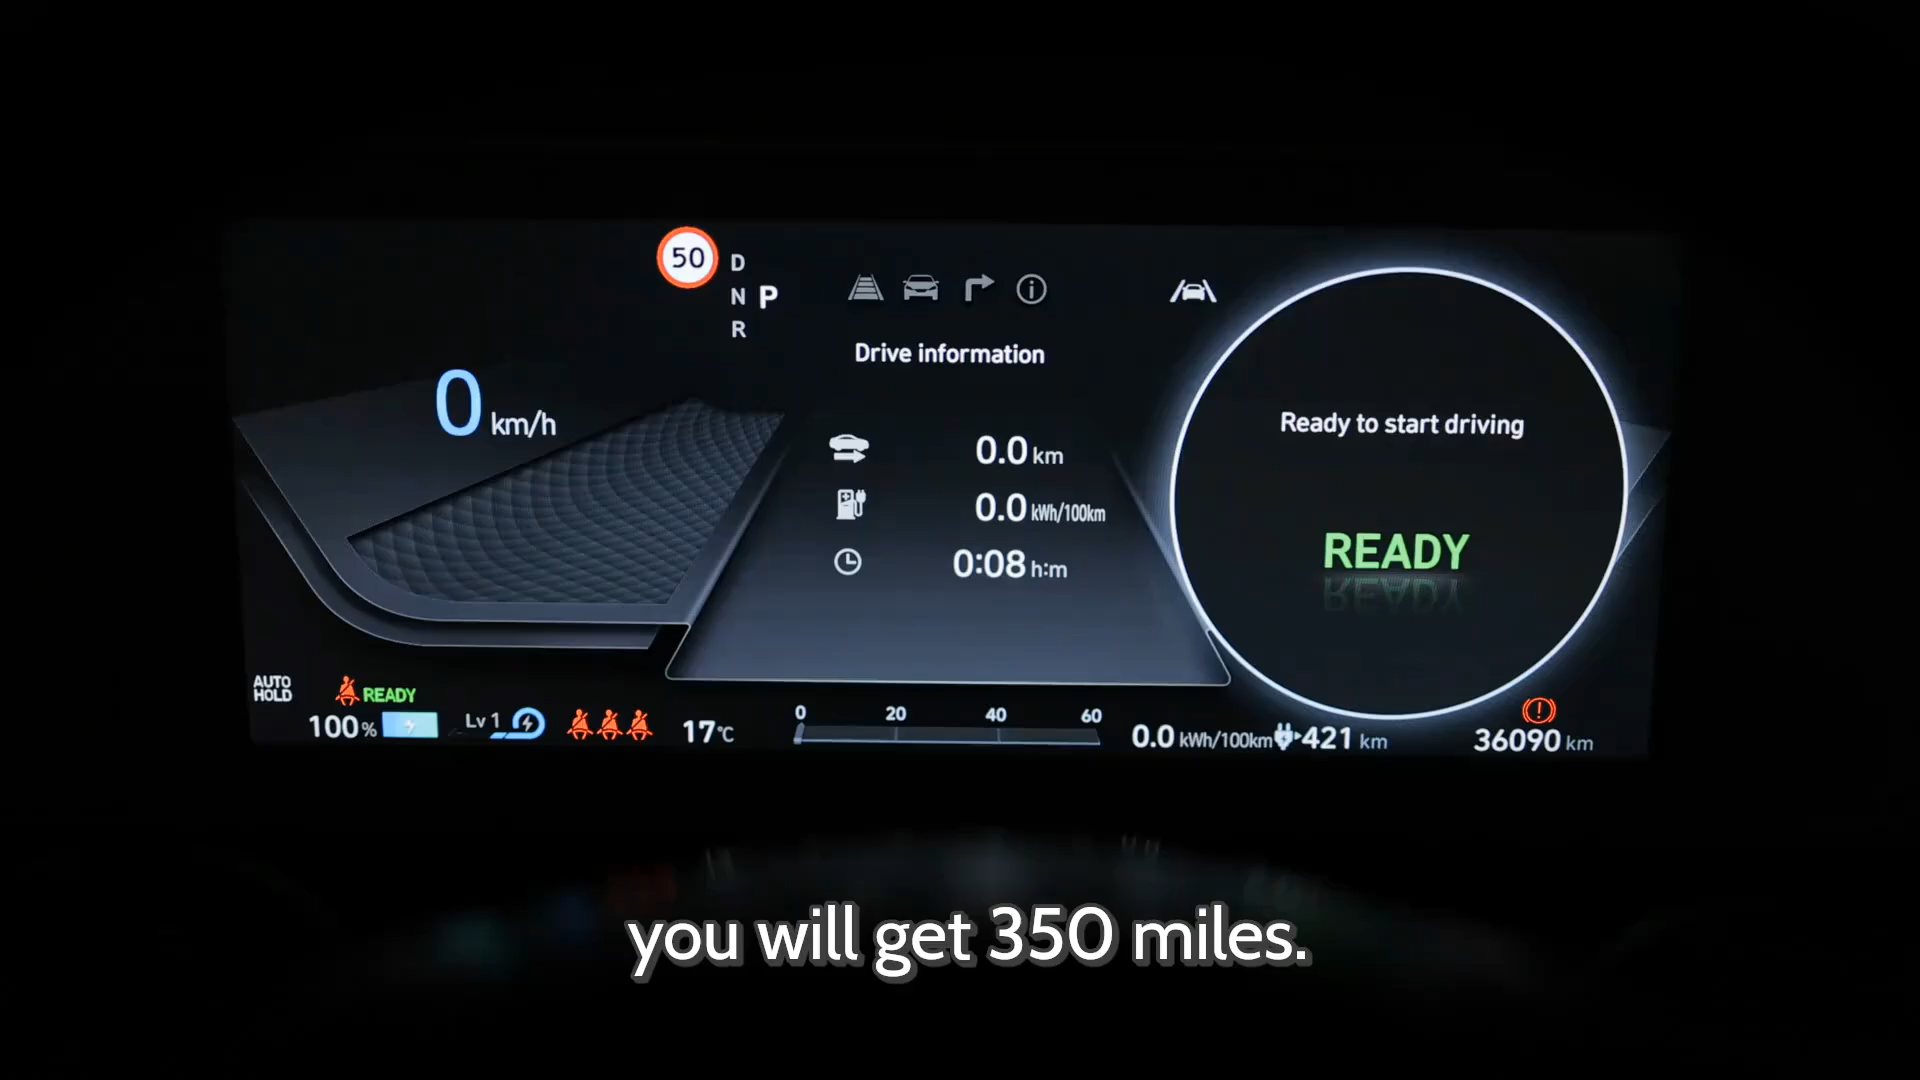 50
D
N P
R
Drive information
0 km/h
0.0 km
0.0 kWh/100km
0:08 h:m
Ready to start driving
READY
AUTO HOLD
READY
100%
Lv 1
17°C
0 20 40 60
0.0 kWh/100km
421 km
36090 km
you will get 350 miles.